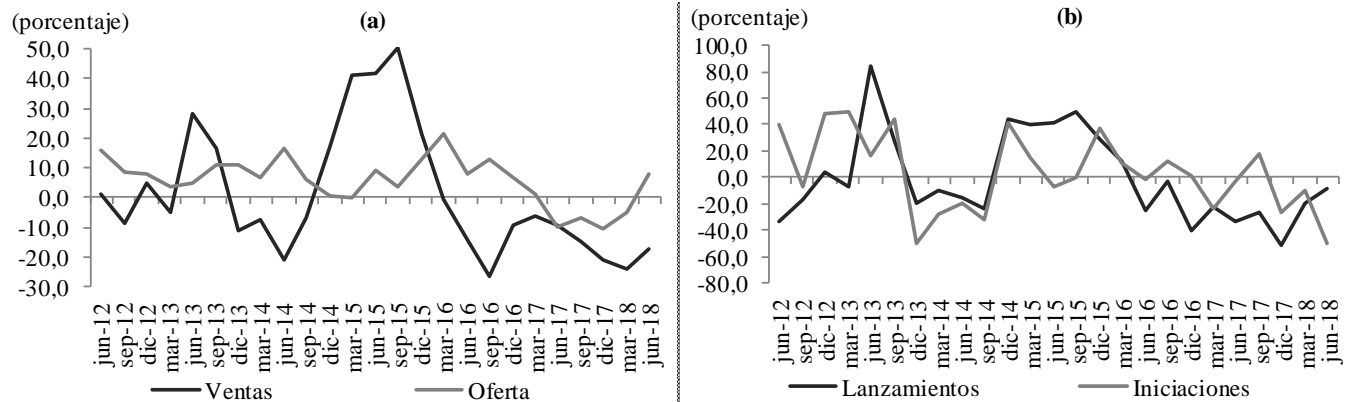 (porcentaje)
(a)
50,0
40,0
30,0
20,0
10,0
0,0
-10,0
-20,0
-30,0
jun-12
sep-12
dic-12
mar-13
jun-13
sep-13
dic-13
mar-14
jun-14
sep-14
dic-14
mar-15
jun-15
sep-15
dic-15
mar-16
jun-16
sep-16
dic-16
mar-17
jun-17
sep-17
dic-17
mar-18
jun-18
Ventas
Oferta
(porcentaje)
(b)
100,0
80,0
60,0
40,0
20,0
0,0
-20,0
-40,0
-60,0
-80,0
jun-12
sep-12
dic-12
mar-13
jun-13
sep-13
dic-13
mar-14
jun-14
sep-14
dic-14
mar-15
jun-15
sep-15
dic-15
mar-16
jun-16
sep-16
dic-16
mar-17
jun-17
sep-17
dic-17
mar-18
jun-18
Lanzamientos
Iniciaciones